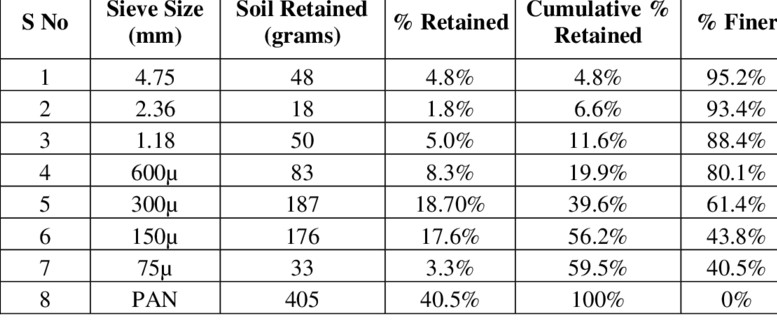 S No Sieve Size (mm) Soil Retained (grams) % Retained Cumulative % Retained % Finer
1 4.75 48 4.8% 4.8% 95.2%
2 2.36 18 1.8% 6.6% 93.4%
3 1.18 50 5.0% 11.6% 88.4%
4 600µ 83 8.3% 19.9% 80.1%
5 300µ 187 18.70% 39.6% 61.4%
6 150µ 176 17.6% 56.2% 43.8%
7 75µ 33 3.3% 59.5% 40.5%
8 PAN 405 40.5% 100% 0%